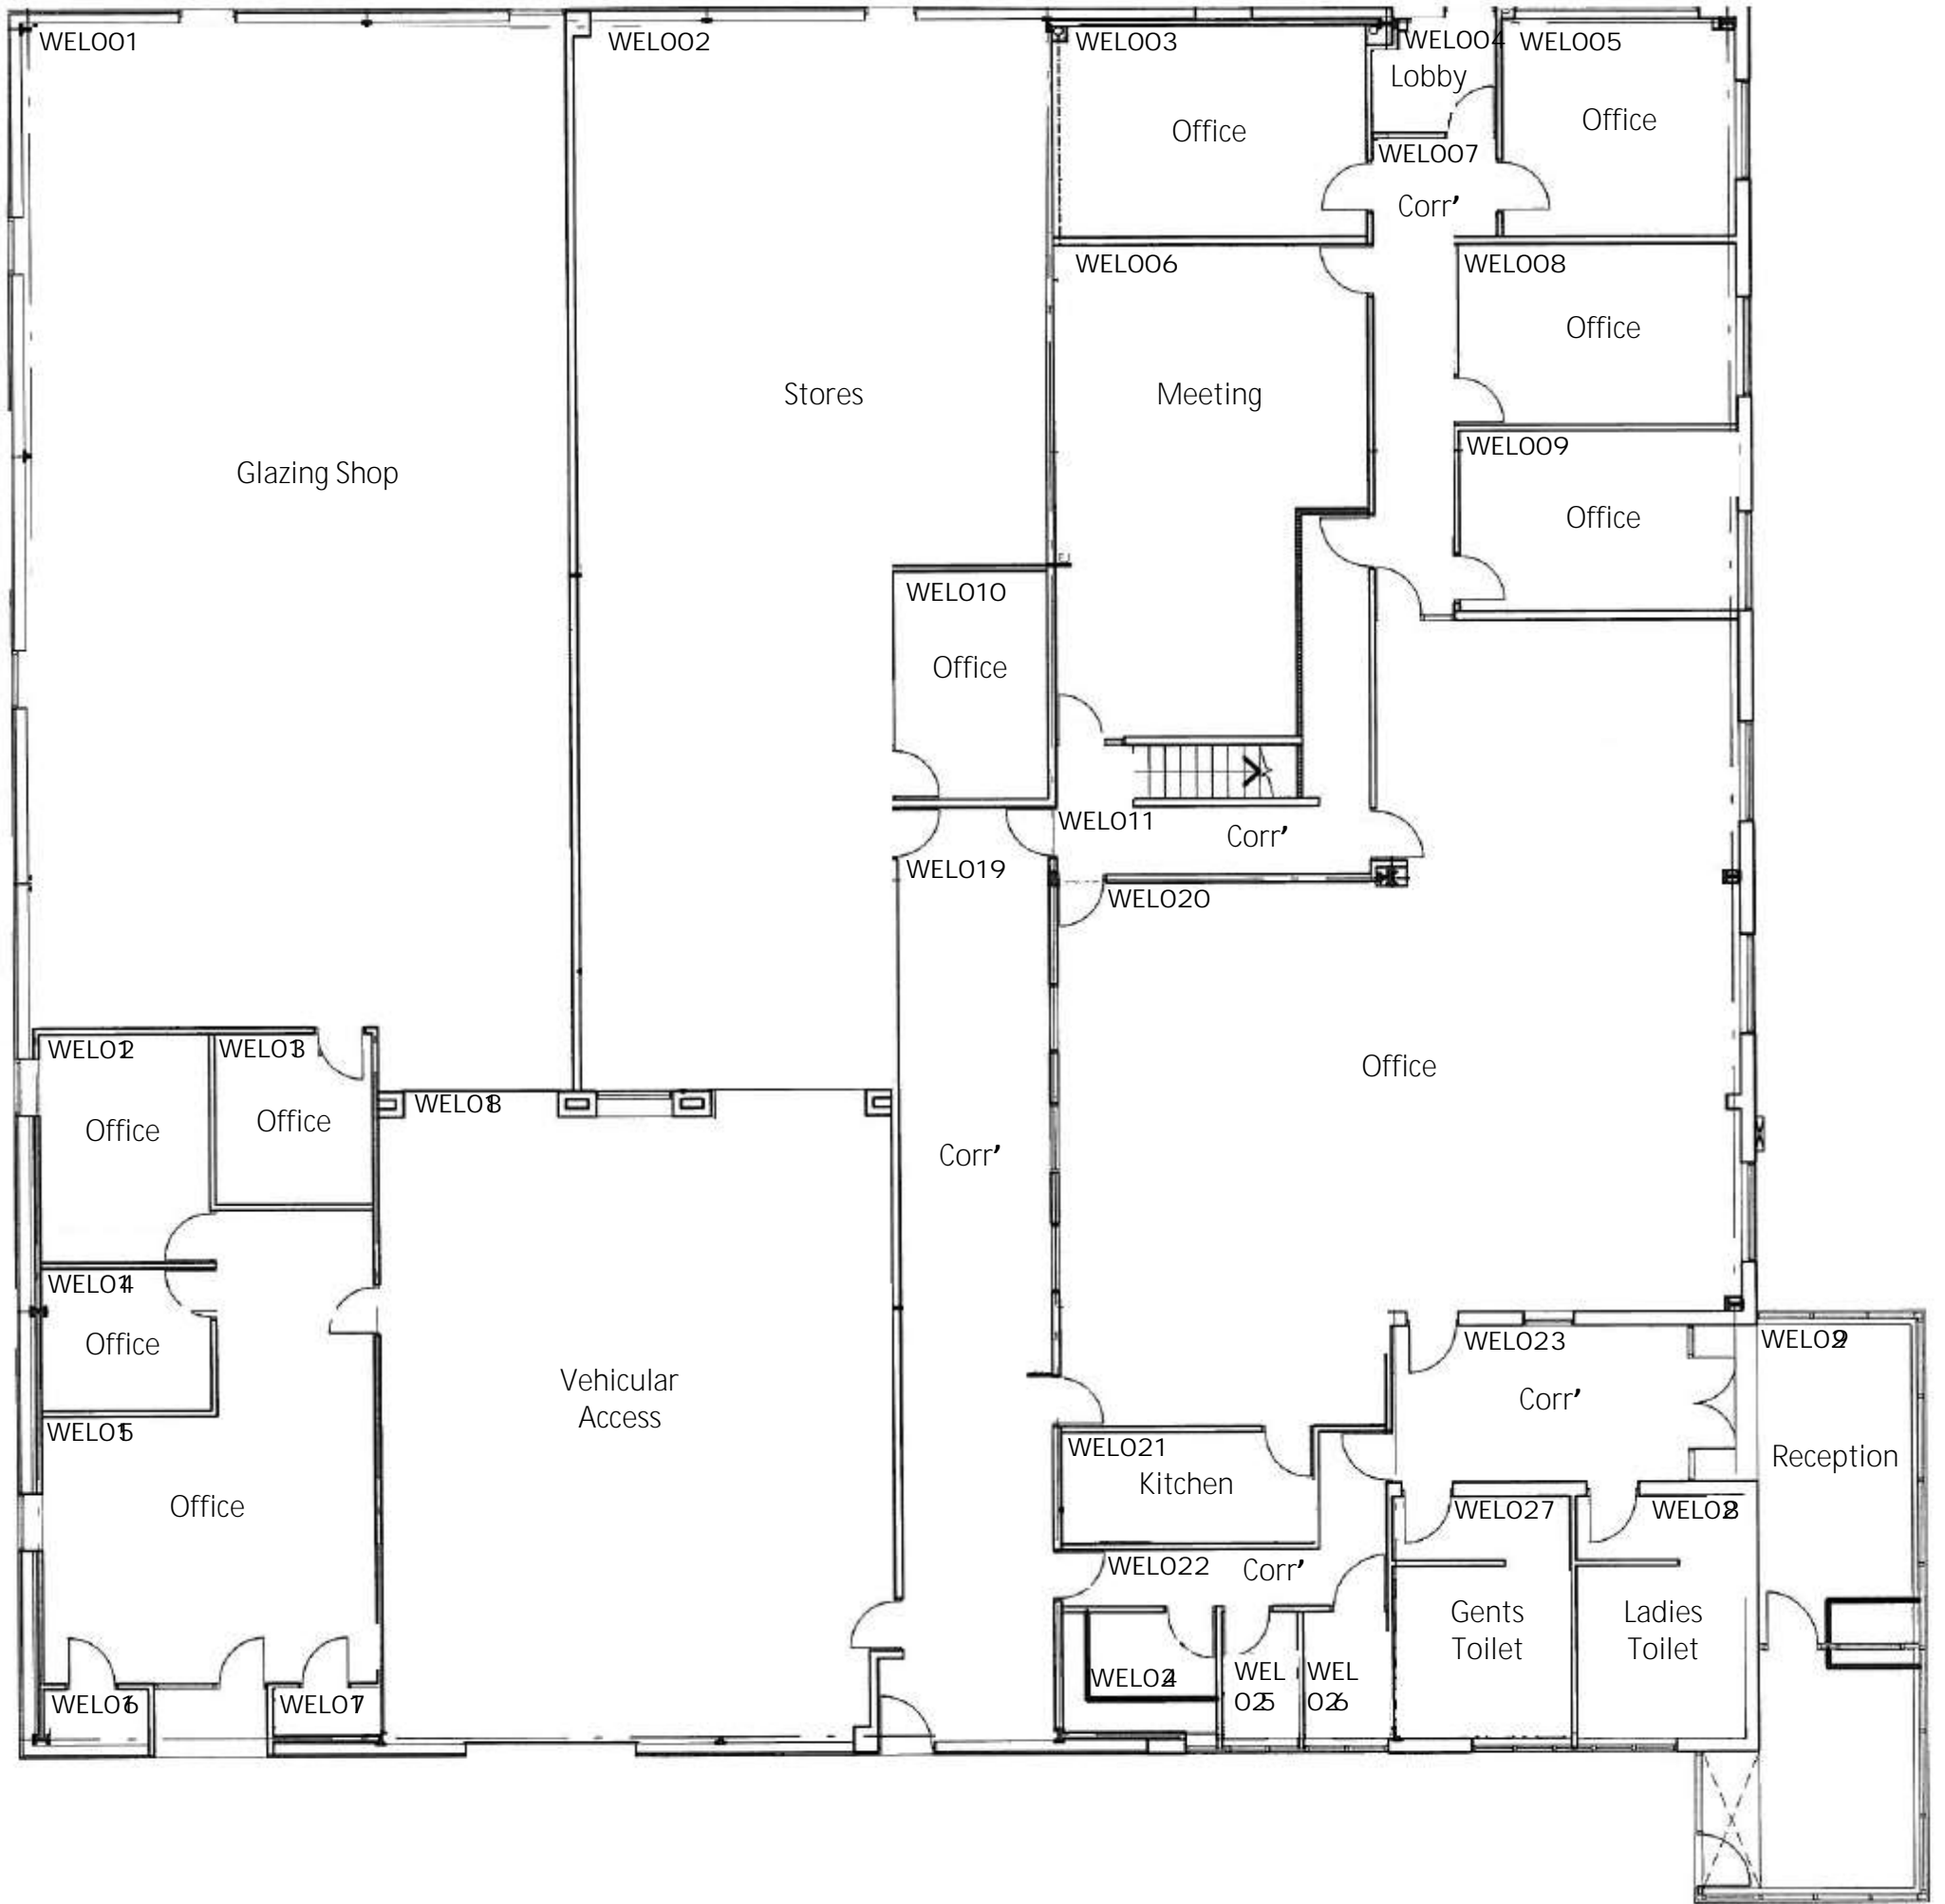 WEL001
WEL002
WEL003
WEL004
Lobby
WEL005
Office
Office
WEL007
Corr'
WEL006
WEL008
Office
Stores
Meeting
WEL009
Glazing Shop
Office
WEL010
Office
WEL011
Corr'
WEL019
WEL020
WEL012
WEL013
Office
Office
WEL018
Office
Corr'
WEL014
Office
WEL023
WEL029
Vehicular
Access
Corr'
WEL015
WEL021
Kitchen
Reception
Office
WEL027
WEL028
WEL022
Corr'
Gents
Toilet
Ladies
Toilet
WEL016
WEL017
WEL024
WEL
025
WEL
026